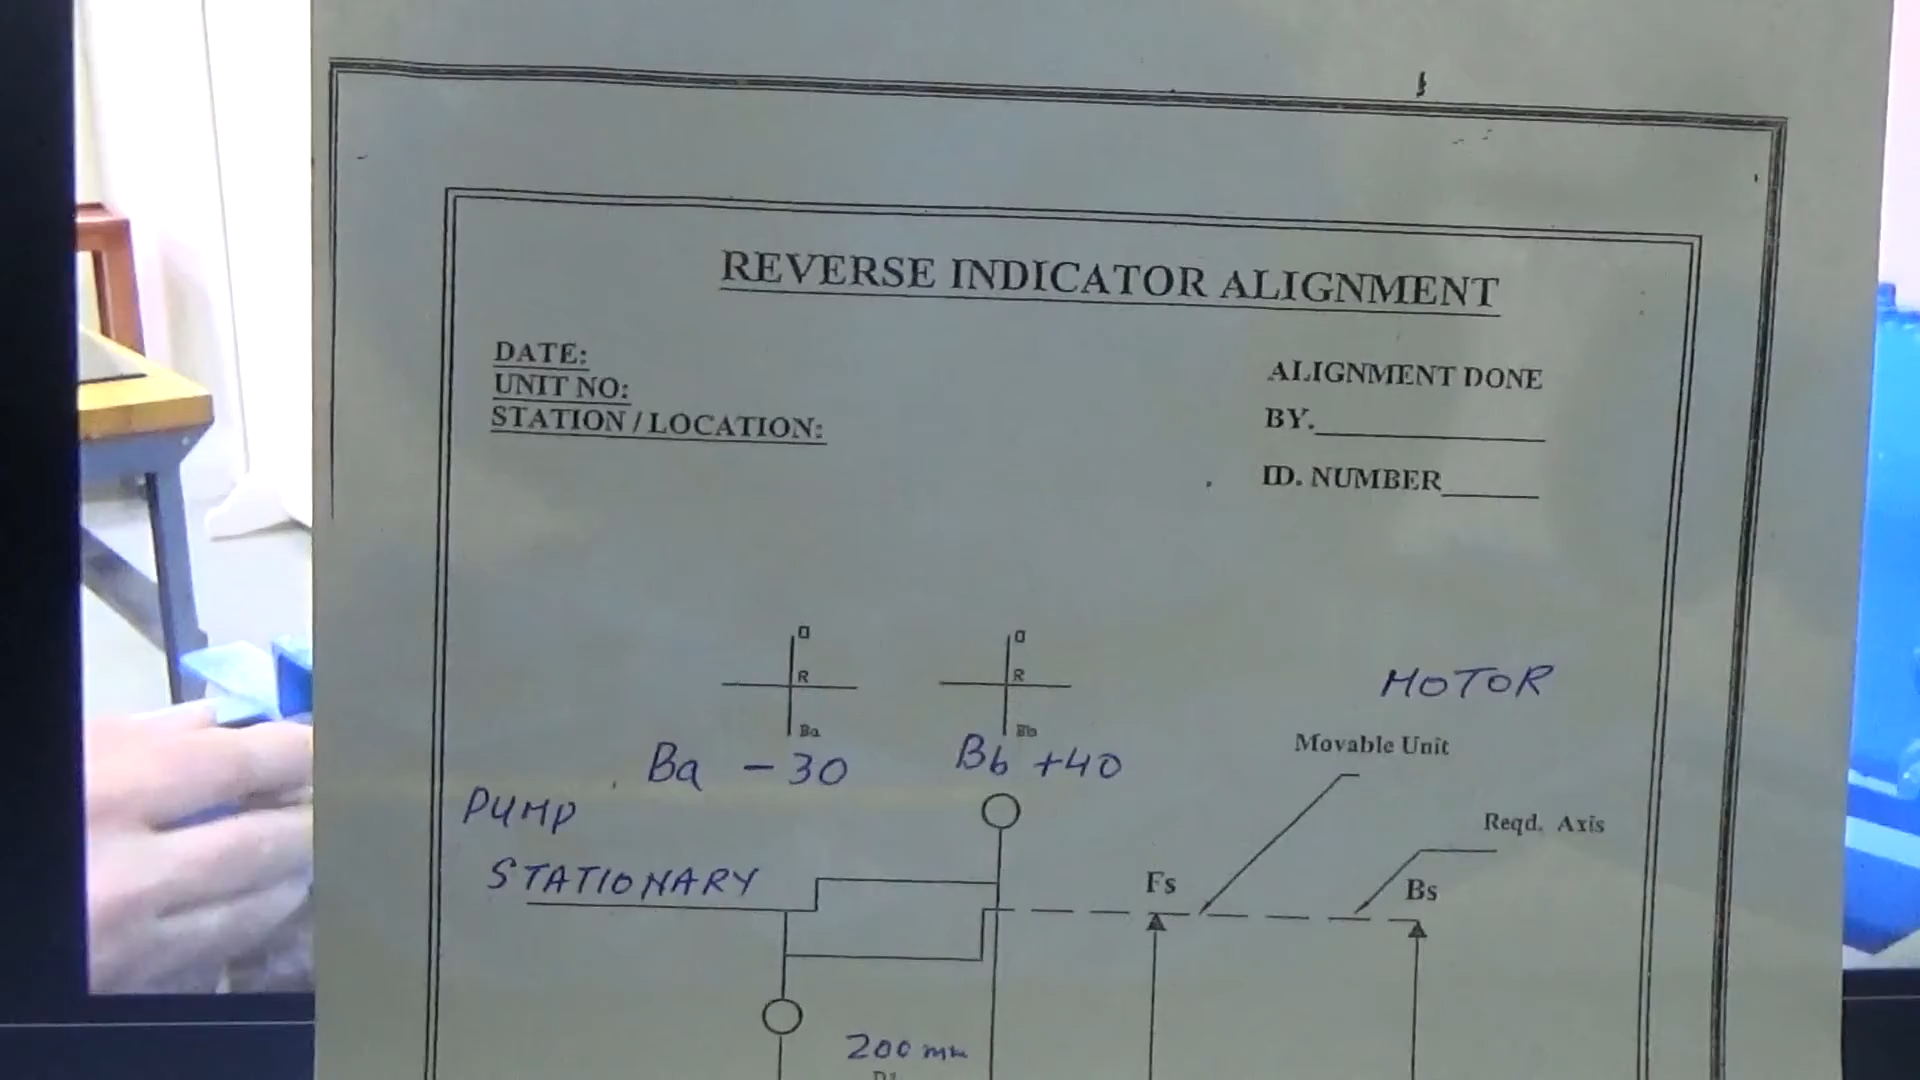 REVERSE INDICATOR ALIGNMENT
DATE:
UNIT NO:
STATION / LOCATION:
ALIGNMENT DONE
BY.
ID. NUMBER
0
R
Ba
0
R
Bb
Ba - 30
Bb +40
MOTOR
Movable Unit
PUMP
STATIONARY
Reqd. Axis
Fs
Bs
200 mm